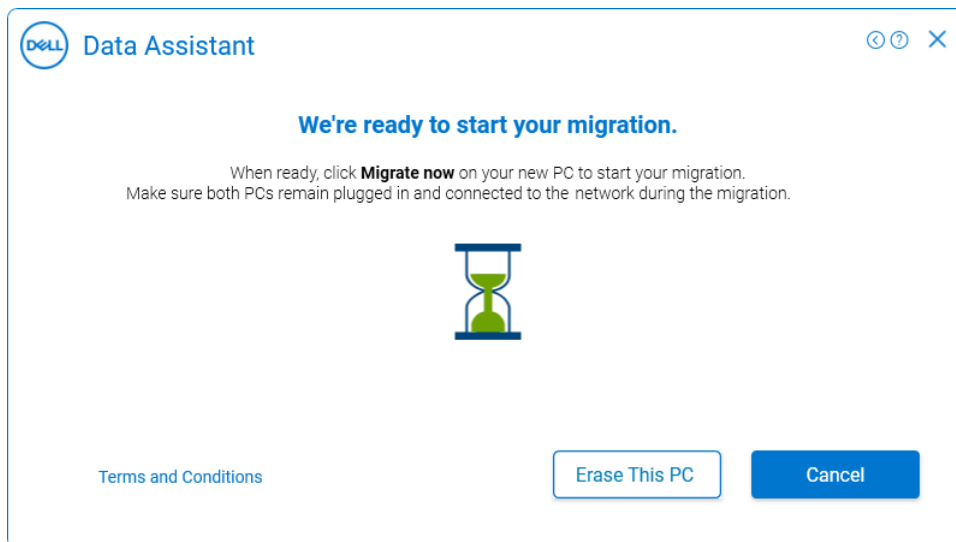 DELL
Data Assistant
We're ready to start your migration.
When ready, click Migrate now on your new PC to start your migration.
Make sure both PCs remain plugged in and connected to the network during the migration.
Terms and Conditions
Erase This PC
Cancel